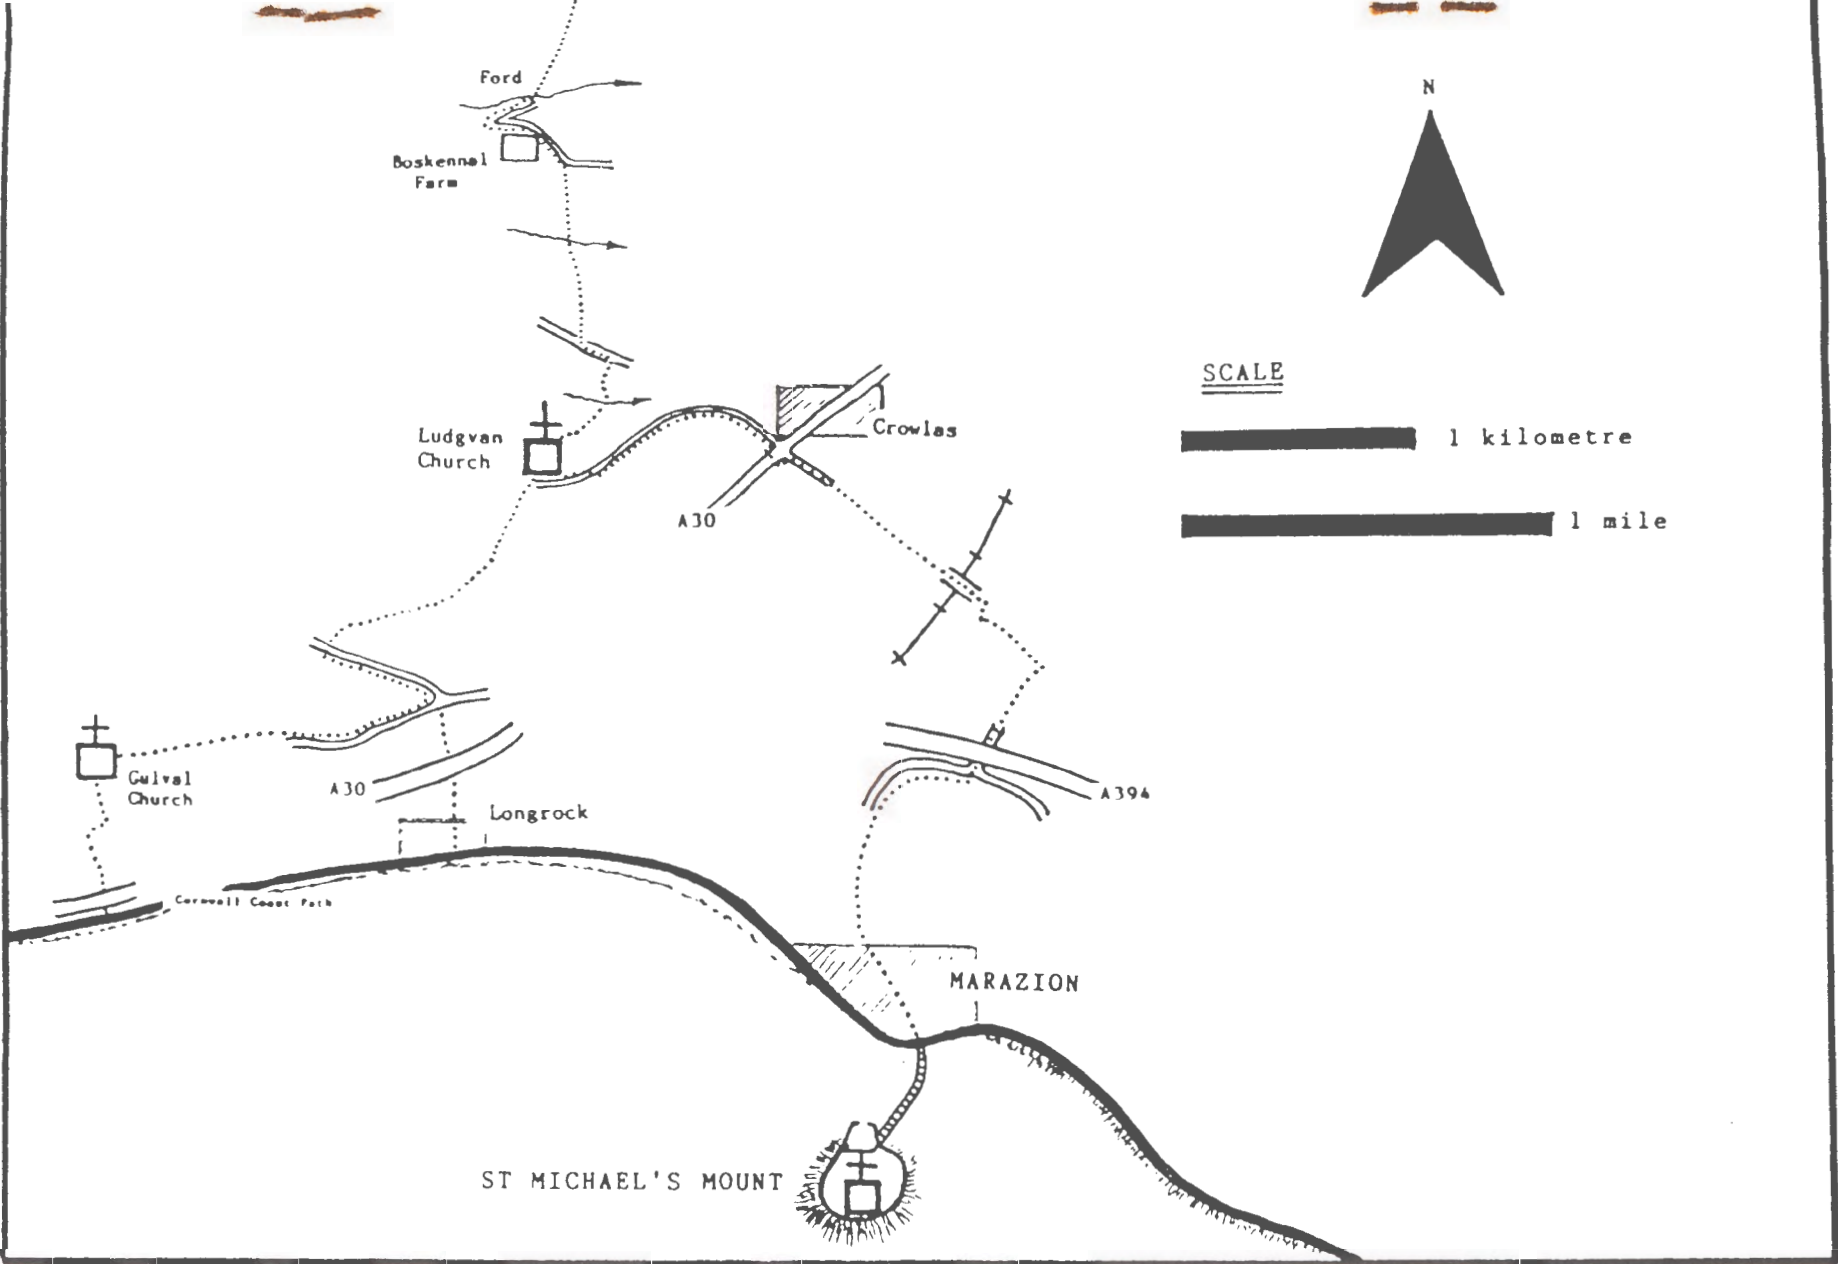 N
Ford
Boskennal
Farm
SCALE
1 kilometre
1 mile
Ludgvan
Church
Crowlas
A30
Gulval
Church
A30
Longrock
A394
Cornwall Coast Path
MARAZION
ST MICHAEL'S MOUNT